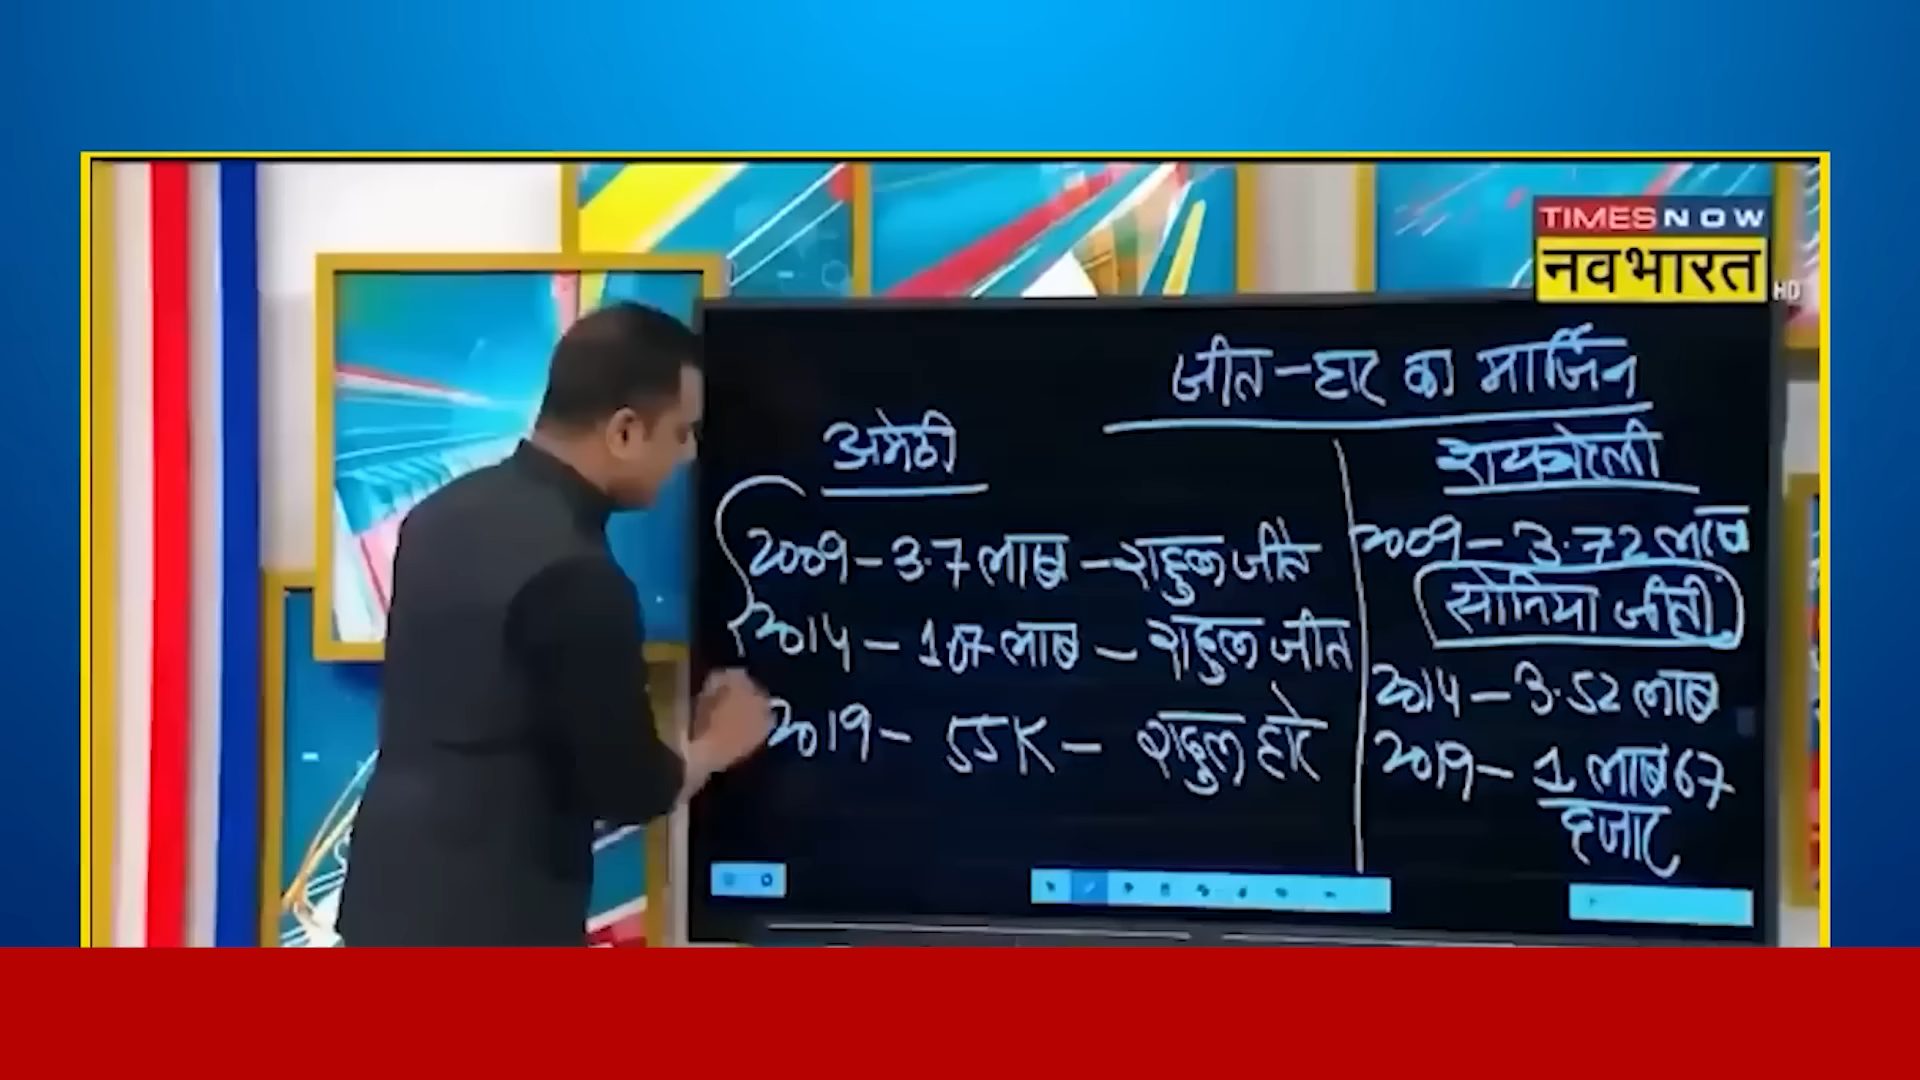 TIMES NOW
नवभारत
HD
जीत-हार का मार्जिन
अमेठी
2009-3.7 लाख-राहुल जीते
2014-1.07 लाख-राहुल जीत
2019-55K-राहुल हारे
रायबरेली
2009-3.72 लाख
सोनिया जीती
2014-3.52 लाख
2019-1 लाख 67
हजार